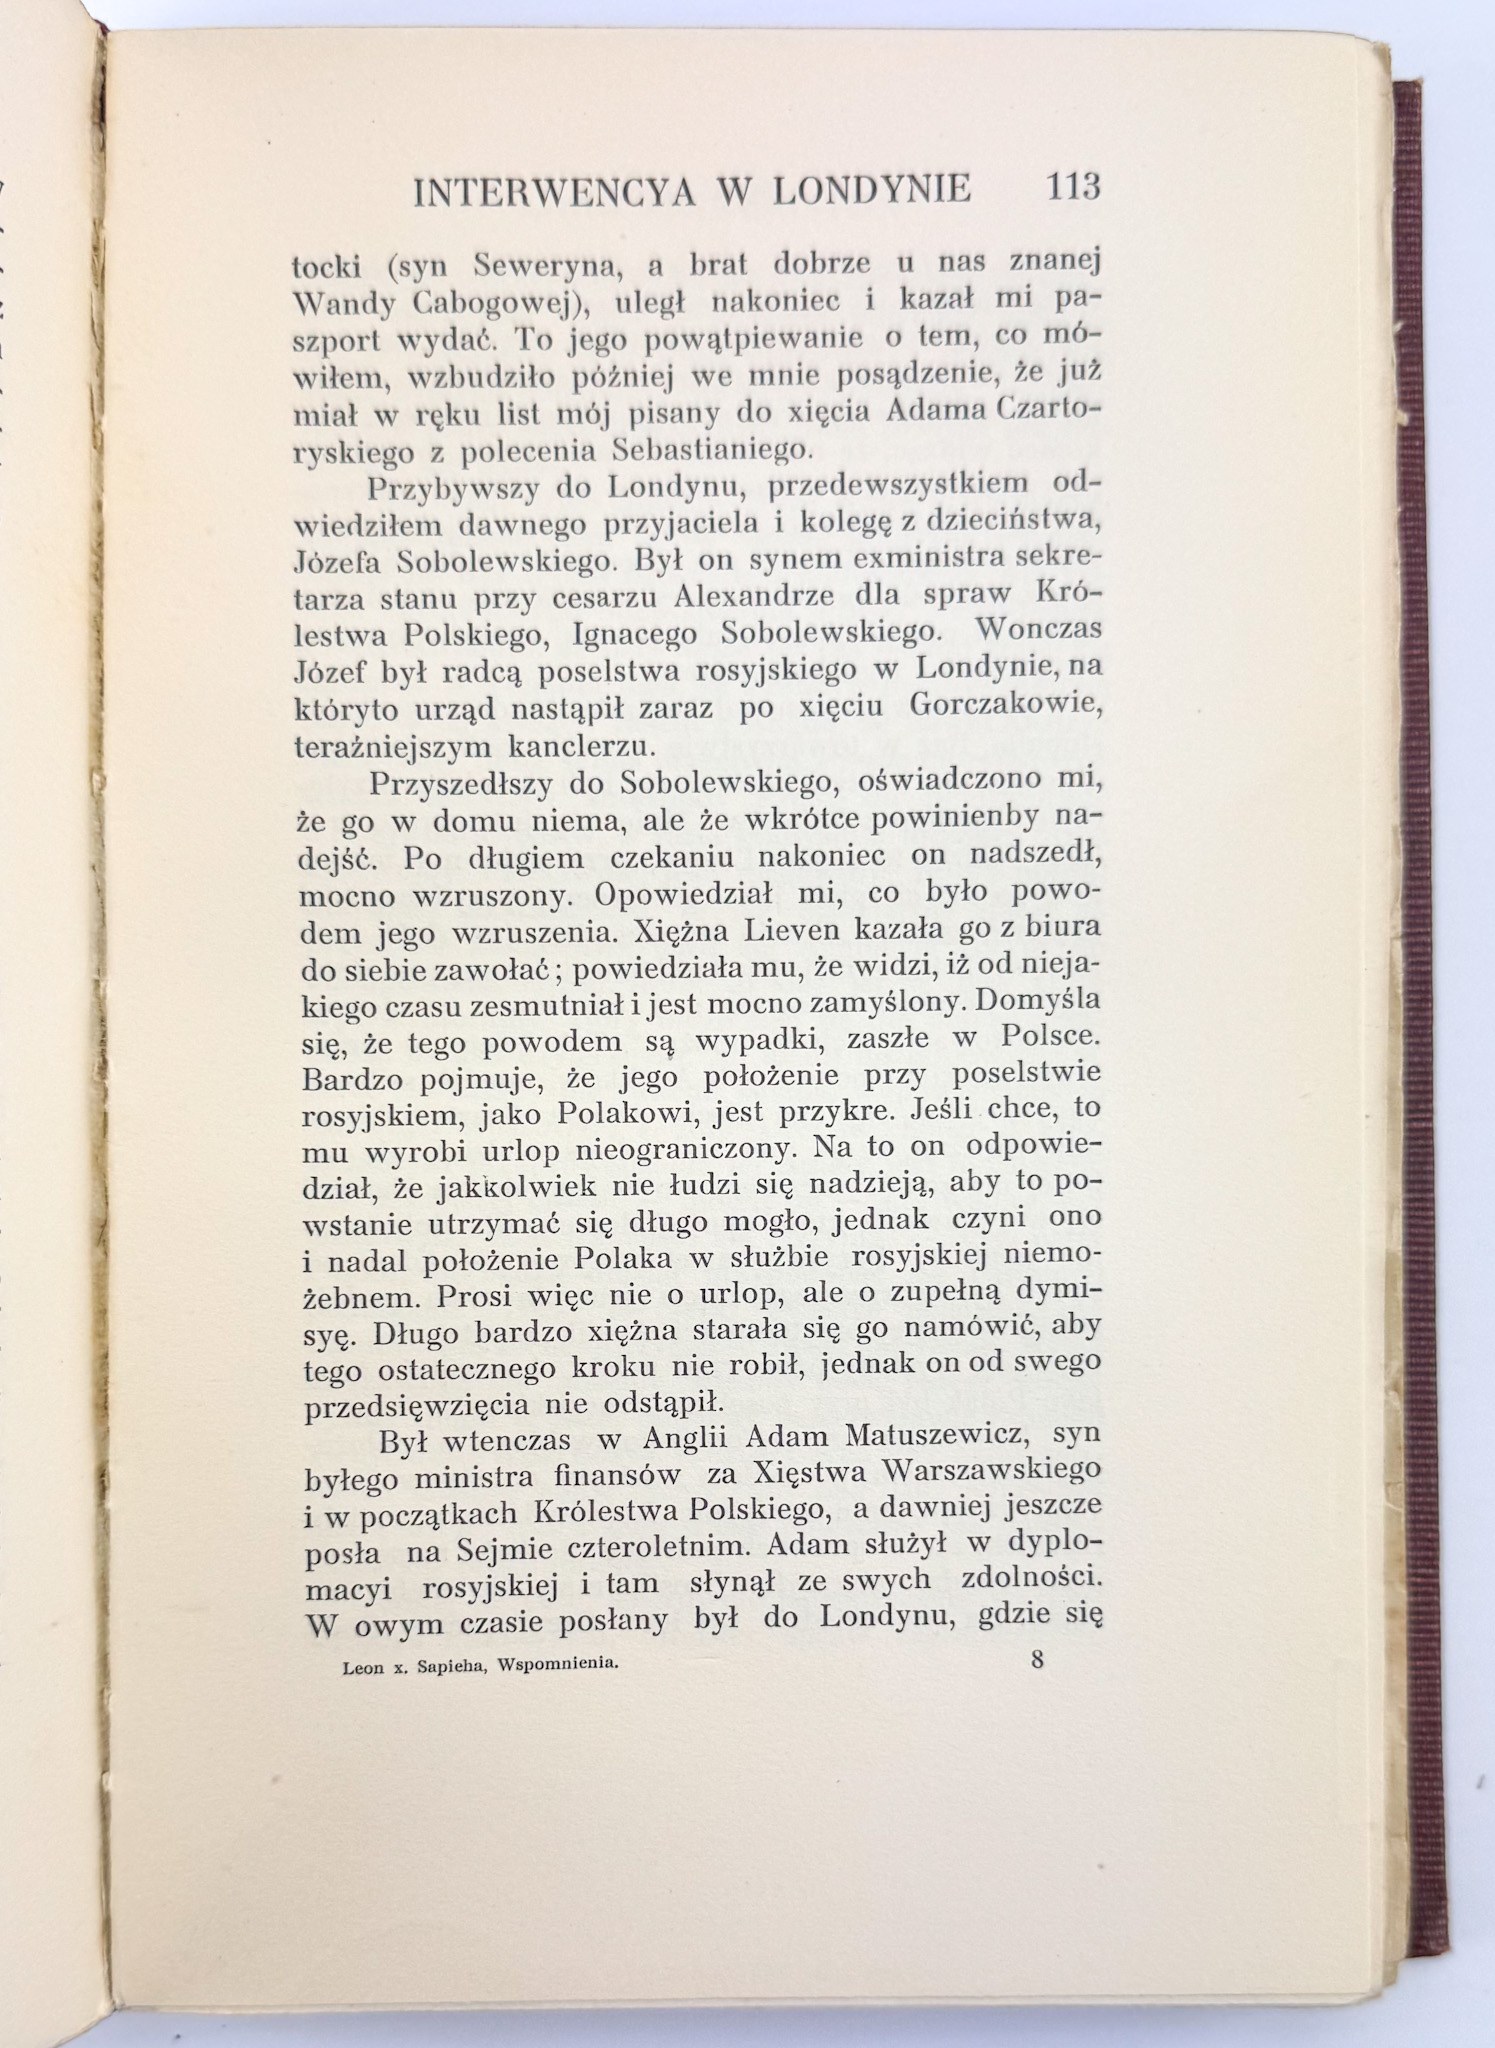 INTERWENCYA W LONDYNIE 113
tocki (syn Seweryna, a brat dobrze u nas znanej
Wandy Cabogowej), uległ nakoniec i kazał mi pa-
szport wydać. To jego powątpiewanie o tem, co mó-
wiłem, wzbudziło później we mnie posądzenie, że już
miał w ręku list mój pisany do xięcia Adama Czarto-
ryskiego z polecenia Sebastianiego.
Przybywszy do Londynu, przedewszystkiem od-
wiedziłem dawnego przyjaciela i kolegę z dzieciństwa,
Józefa Sobolewskiego. Był on synem exministra sekre-
tarza stanu przy cesarzu Alexandrze dla spraw Kró-
lestwa Polskiego, Ignacego Sobolewskiego. Wonczas
Józef był radcą poselstwa rosyjskiego w Londynie, na
któryto urząd nastąpił zaraz po xięciu Gorczakowie,
teraźniejszym kanclerzu.
Przyszedłszy do Sobolewskiego, oświadczono mi,
że go w domu niema, ale że wkrótce powinienby na-
dejść. Po długiem czekaniu nakoniec on nadszedł,
mocno wzruszony. Opowiedział mi, co było powo-
dem jego wzruszenia. Xiężna Lieven kazała go z biura
do siebie zawołać; powiedziała mu, że widzi, iż od nieja-
kiego czasu zesmutniał i jest mocno zamyślony. Domyśla
się, że tego powodem są wypadki, zaszłe w Polsce.
Bardzo pojmuje, że jego położenie przy poselstwie
rosyjskiem, jako Polakowi, jest przykre. Jeśli chce, to
mu wyrobi urlop nieograniczony. Na to on odpowie-
dział, że jakkolwiek nie łudzi się nadzieją, aby to po-
wstanie utrzymać się długo mogło, jednak czyni ono
i nadal położenie Polaka w służbie rosyjskiej niemo-
żebnem. Prosi więc nie o urlop, ale o zupełną dymi-
syę. Długo bardzo xiężna starała się go namówić, aby
tego ostatecznego kroku nie robił, jednak on od swego
przedsięwzięcia nie odstąpił.
Był wtenczas w Anglii Adam Matuszewicz, syn
byłego ministra finansów za Xięstwa Warszawskiego
i w początkach Królestwa Polskiego, a dawniej jeszcze
posła na Sejmie czteroletnim. Adam służył w dyplo-
macyi rosyjskiej i tam słynął ze swych zdolności.
W owym czasie posłany był do Londynu, gdzie się
Leon x. Sapieha, Wspomnienia. 8